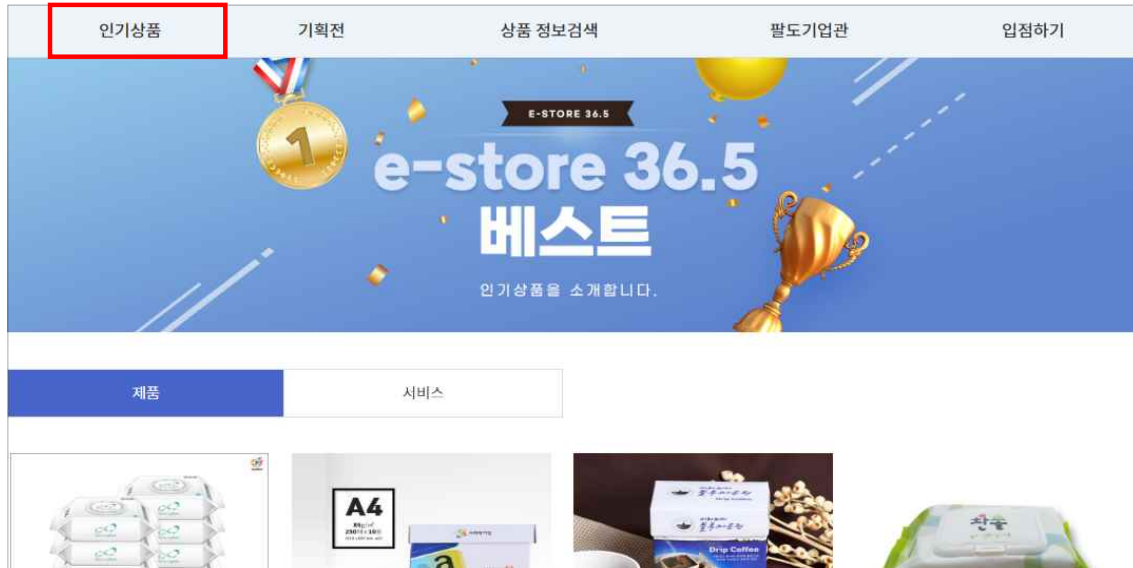 인기상품
기획전
상품 정보검색
팔도기업관
입점하기
E-STORE 36.5
e-store 36.5
베스트
인기상품을 소개합니다.
제품
서비스
A4
Drip Coffee